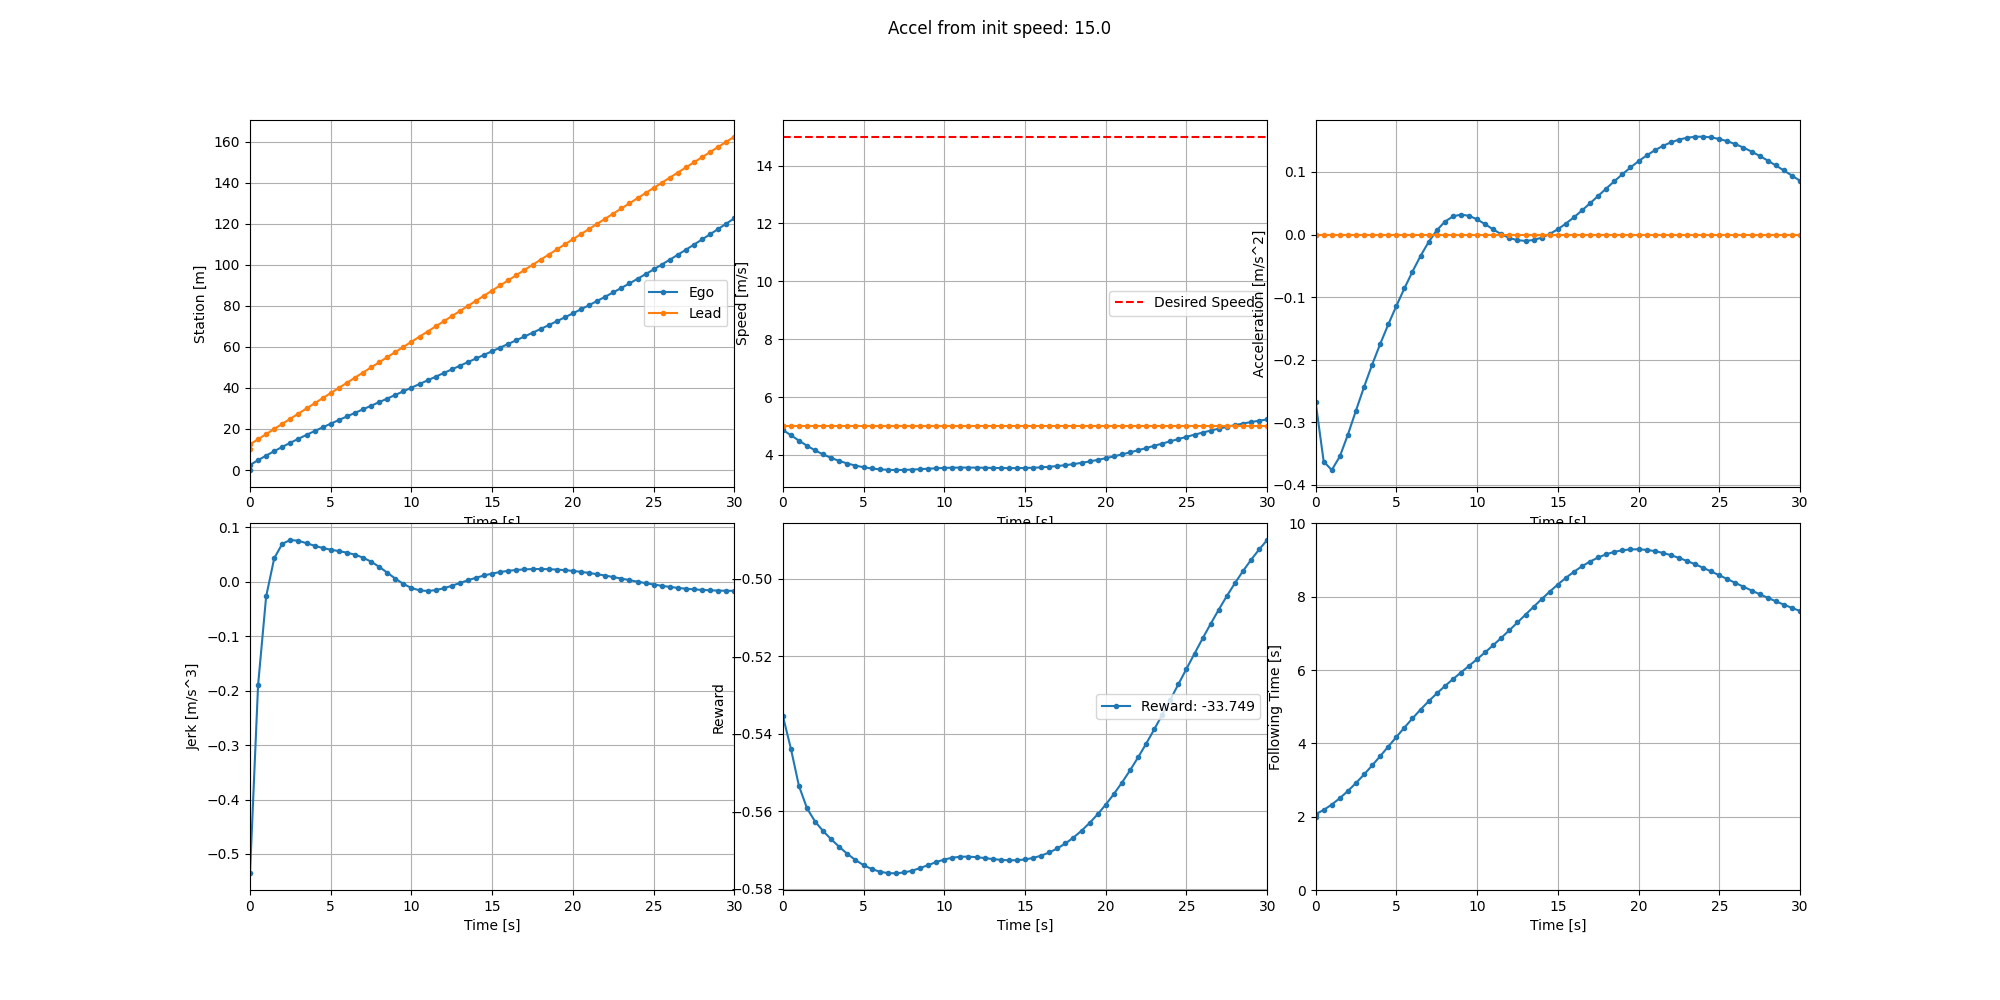 Accel from init speed: 15.0
Station [m]
160
140
120
100
80
60
40
20
0
Ego
Lead
0 5 10 15 20 25 30
Time [s]
Speed [m/s]
14
12
10
8
6
4
Desired Speed
0 5 10 15 20 25 30
Time [s]
Acceleration [m/s^2]
0.1
0.0
−0.1
−0.2
−0.3
−0.4
0 5 10 15 20 25 30
Time [s]
Jerk [m/s^3]
0.1
0.0
−0.1
−0.2
−0.3
−0.4
−0.5
0 5 10 15 20 25 30
Time [s]
Reward
−0.50
−0.52
−0.54
−0.56
−0.58
Reward: -33.749
0 5 10 15 20 25 30
Time [s]
Following Time [s]
10
8
6
4
2
0
0 5 10 15 20 25 30
Time [s]